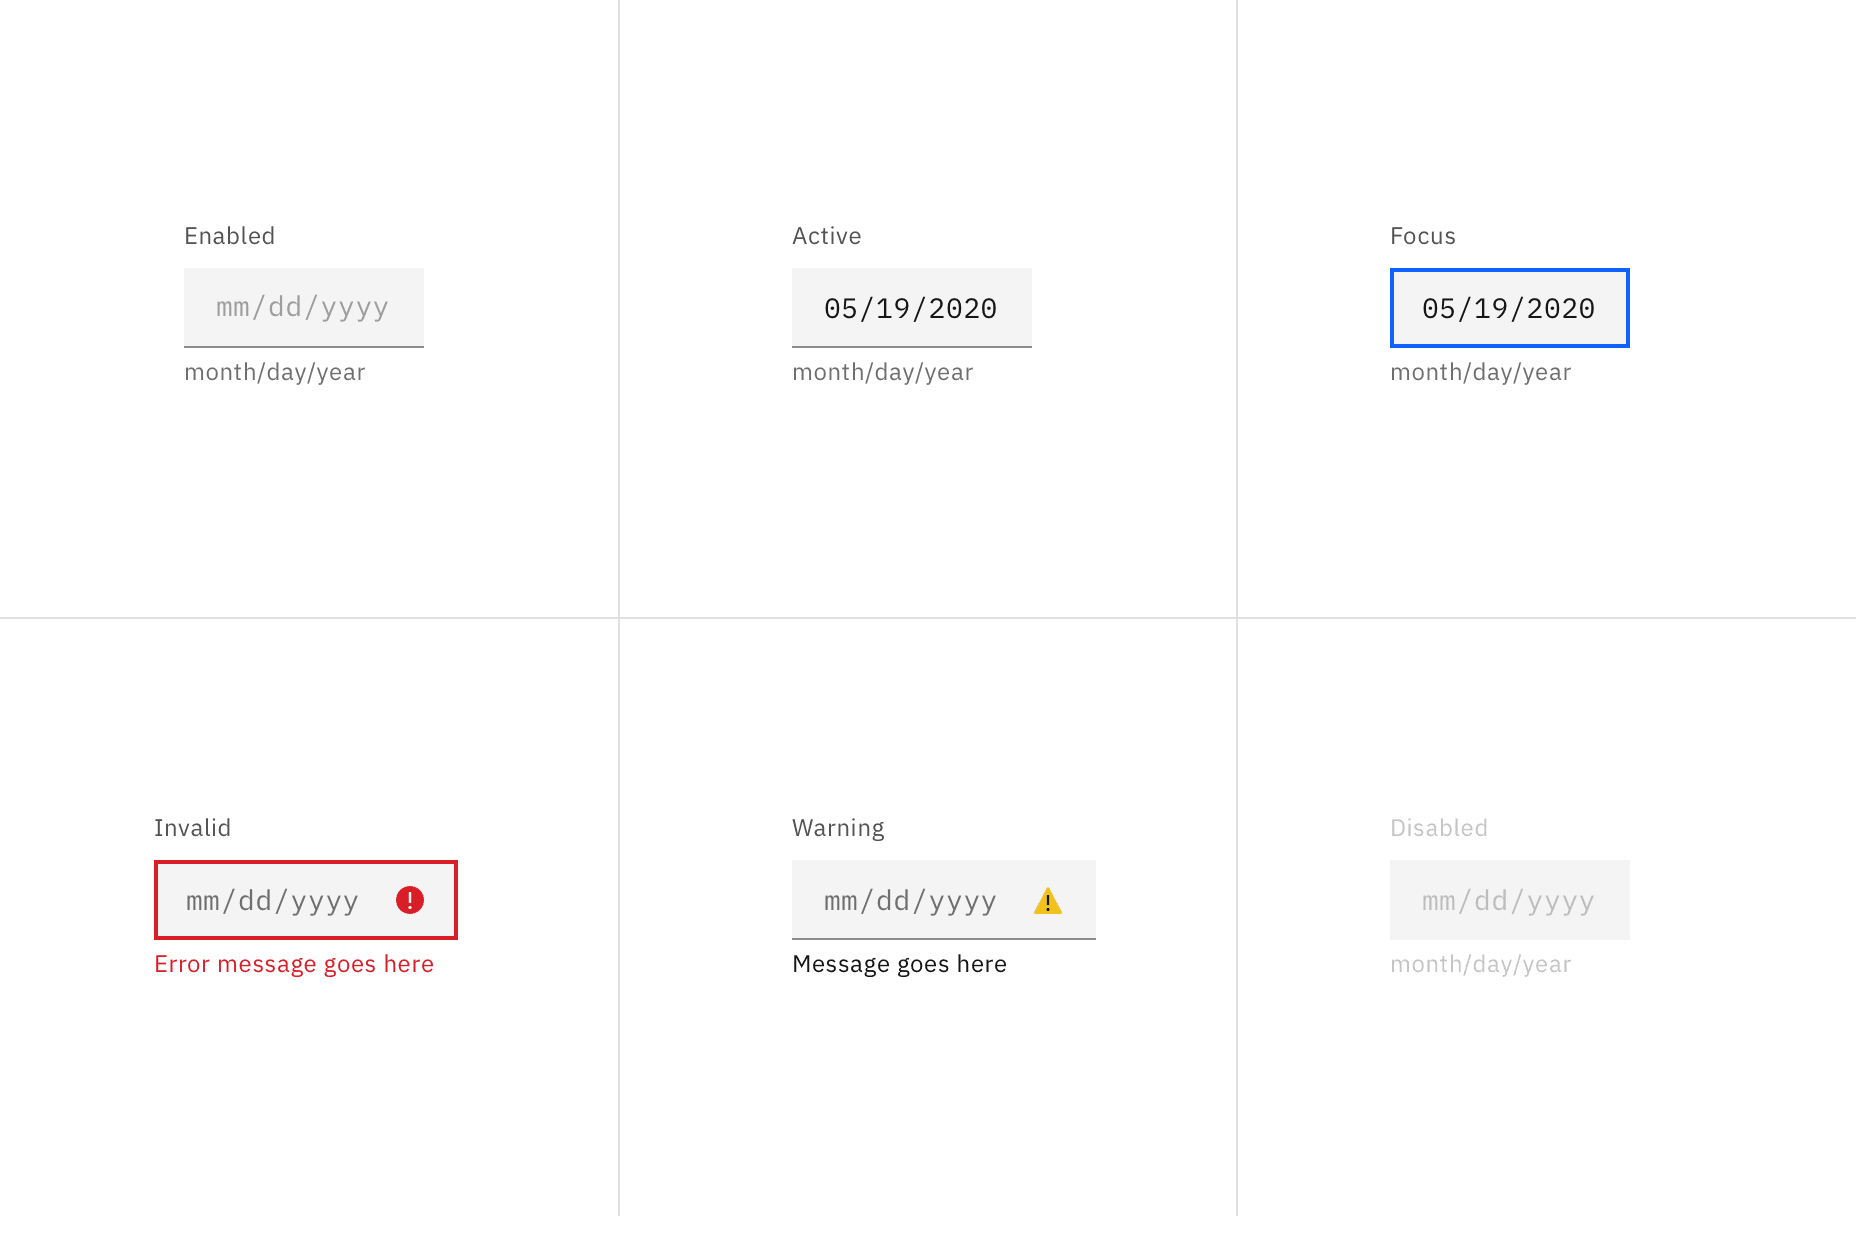 Enabled
mm/dd/yyyy
month/day/year
Active
05/19/2020
month/day/year
Focus
05/19/2020
month/day/year
Invalid
mm/dd/yyyy
Error message goes here
Warning
mm/dd/yyyy
Message goes here
Disabled
mm/dd/yyyy
month/day/year